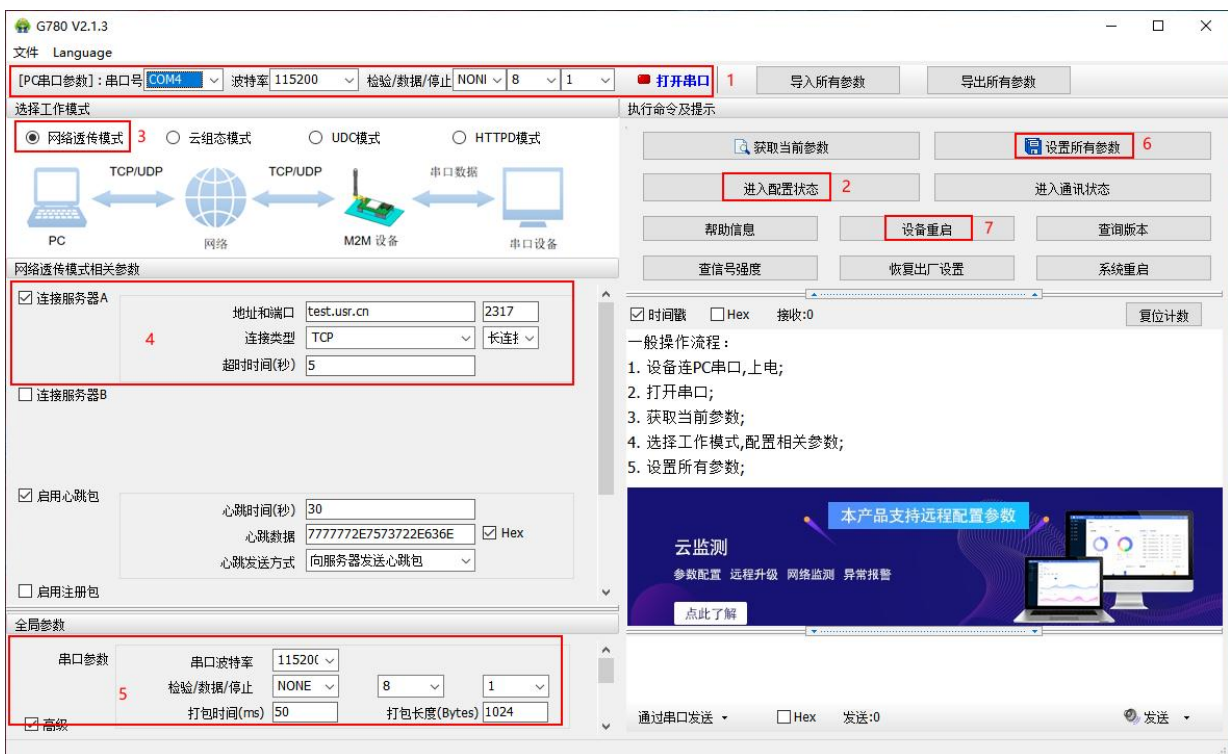 G780 V2.1.3
文件 Language
[PC串口参数]:串口号 COM4 波特率 115200 检验/数据/停止 NONI 8 1 打开串口 1 导入所有参数 导出所有参数
选择工作模式
网络透传模式 3 云组态模式 UDC模式 HTTPD模式
TCP/UDP TCP/UDP 串口数据
PC 网络 M2M 设备 串口设备
网络透传模式相关参数
连接服务器A
地址和端口 test.usr.cn 2317
4 连接类型 TCP 长连接
超时时间(秒) 5
连接服务器B
启用心跳包
心跳时间(秒) 30
心跳数据 7777772E7573722E636E Hex
心跳发送方式 向服务器发送心跳包
启用注册包
全局参数
串口参数 串口波特率 115200
5 检验/数据/停止 NONE 8 1
打包时间(ms) 50 打包长度(Bytes) 1024
高级
执行命令及提示
获取当前参数 设置所有参数 6
进入配置状态 2 进入通讯状态
帮助信息 设备重启 7 查询版本
查信号强度 恢复出厂设置 系统重启
时间戳 Hex 接收:0 复位计数
一般操作流程:
1. 设备连PC串口,上电;
2. 打开串口;
3. 获取当前参数;
4. 选择工作模式,配置相关参数;
5. 设置所有参数;
本产品支持远程配置参数
云监测
参数配置 远程升级 网络监测 异常报警
点此了解
通过串口发送 Hex 发送:0 发送